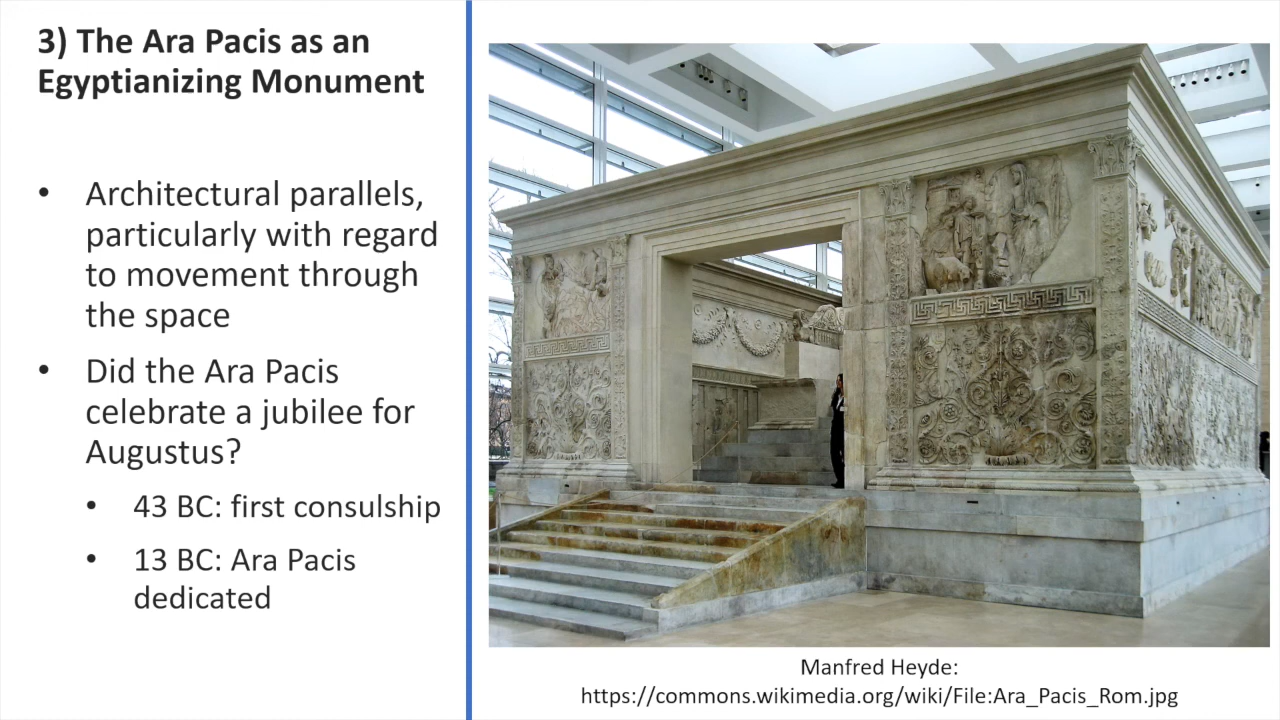 3) The Ara Pacis as an
Egyptianizing Monument
• Architectural parallels,
particularly with regard
to movement through
the space
• Did the Ara Pacis
celebrate a jubilee for
Augustus?
• 43 BC: first consulship
• 13 BC: Ara Pacis
dedicated
Manfred Heyde:
https://commons.wikimedia.org/wiki/File:Ara_Pacis_Rom.jpg